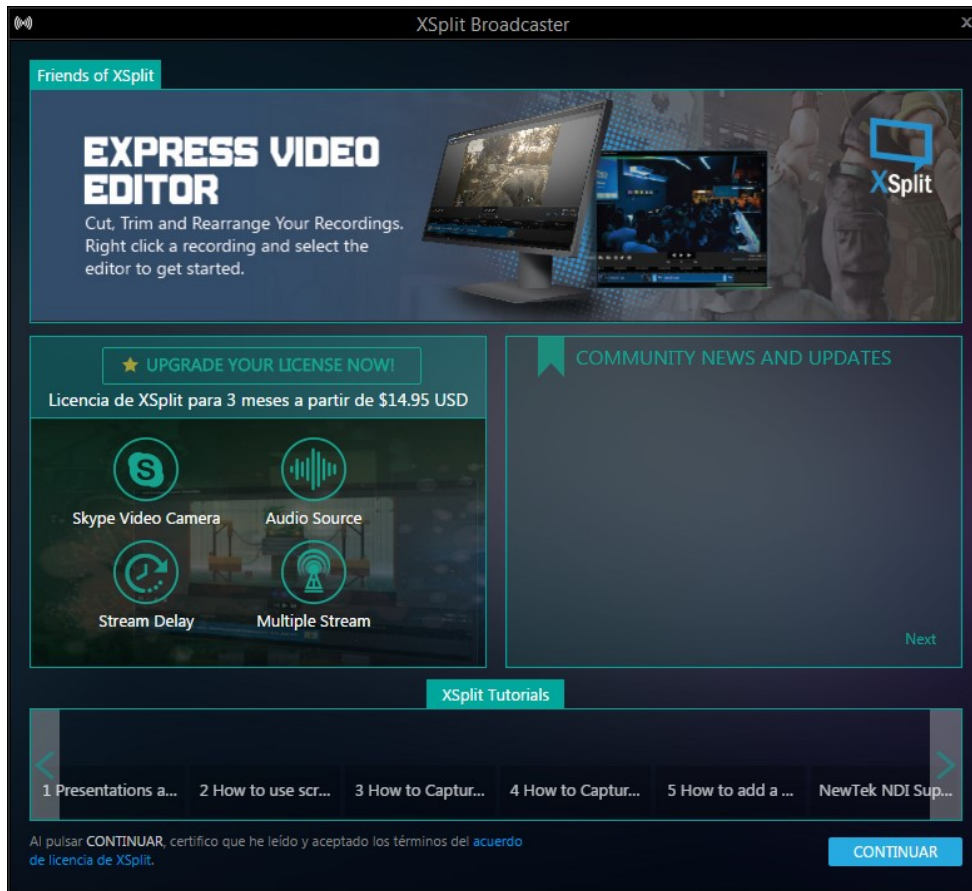 XSplit Broadcaster
Friends of XSplit
EXPRESS VIDEO
EDITOR
Cut, Trim and Rearrange Your Recordings.
Right click a recording and select the
editor to get started.
XSplit
UPGRADE YOUR LICENSE NOW!
Licencia de XSplit para 3 meses a partir de $14.95 USD
Skype Video Camera
Audio Source
Stream Delay
Multiple Stream
COMMUNITY NEWS AND UPDATES
Next
XSplit Tutorials
1 Presentations a...
2 How to use scr...
3 How to Captur...
4 How to Captur...
5 How to add a ...
NewTek NDI Sup...
Al pulsar CONTINUAR, certifico que he leído y aceptado los términos del acuerdo
de licencia de XSplit.
CONTINUAR